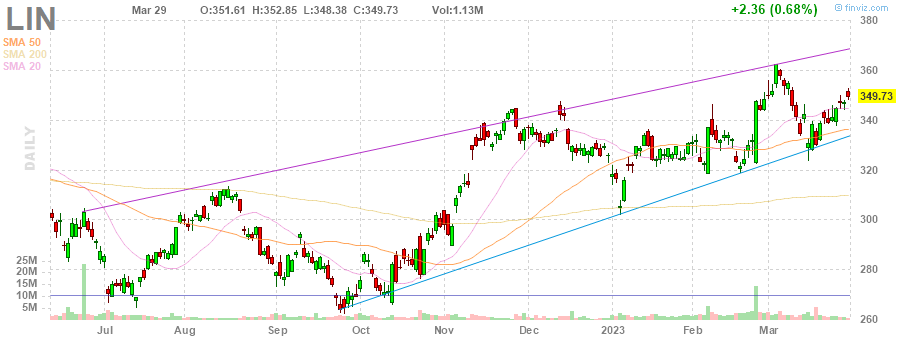 LIN
Mar 29 O:351.61 H:352.85 L:348.38 C:349.73 Vol:1.13M +2.36 (0.68%)
© finviz.com
SMA 50
SMA 200
SMA 20
DAILY
380
360
349.73
340
320
300
280
260
25M
20M
15M
10M
5M
Jul Aug Sep Oct Nov Dec 2023 Feb Mar